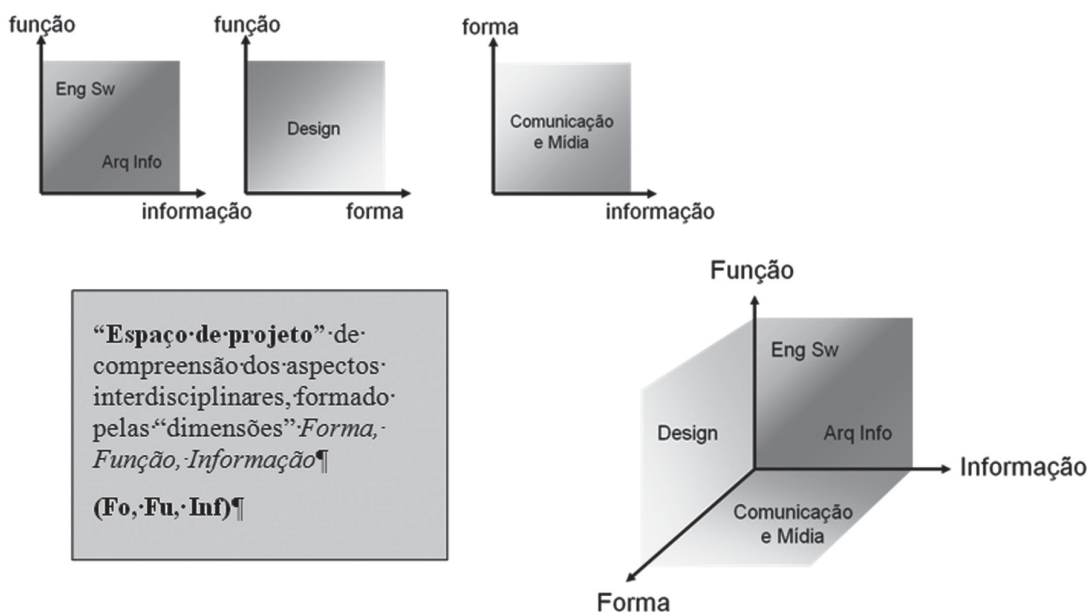 função
Eng Sw
Arq Info
informação
função
Design
forma
forma
Comunicação
e Mídia
informação
“Espaço·de·projeto”·de·
compreensão·dos·aspectos·
interdisciplinares,·formado·
pelas·“dimensões”·Forma,·
Função,·Informação¶
(Fo,·Fu,·Inf)¶
Função
Eng Sw
Design
Arq Info
Informação
Comunicação
e Mídia
Forma